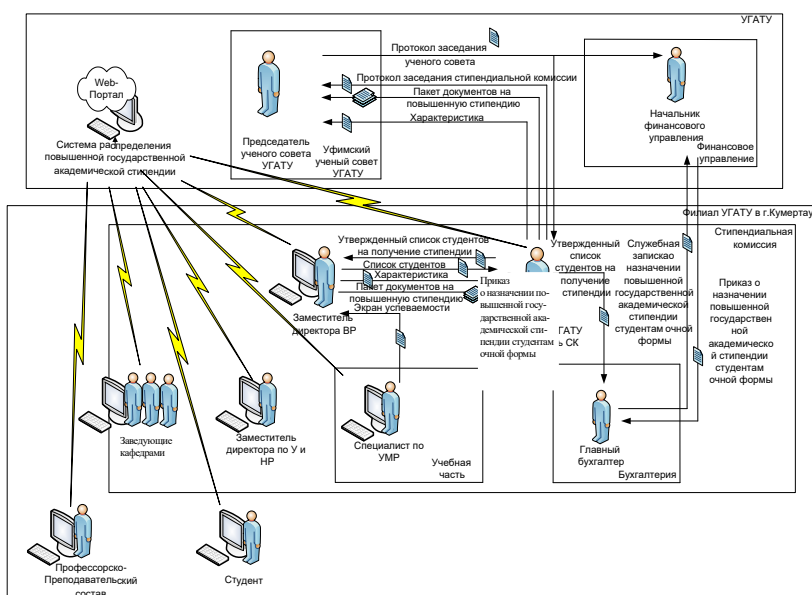 УГАТУ
Web-
Портал
Система распределения
повышенной государственной
академической стипендии
Председатель
ученого совета
УГАТУ
Уфимский
ученый совет
УГАТУ
Протокол заседания
ученого совета
Протокол заседания стипендиальной комиссии
Пакет документов на
повышенную стипендию
Характеристика
Начальник
финансового
управления
Финансовое
управление
Филиал УГАТУ в г.Кумертау
Стипендиальная
комиссия
Утвержденный список студентов
на получение стипендии
Список студентов
Характеристика
Пакет документов на
повышенную стипендию
Экран успеваемости
Заместитель
директора ВР
Приказ
о назначении по-
вышенной госу-
дарственной ака-
демической сти-
пендии студентам
очной формы
ГАТУ
ь СК
Утвержденный
список
студентов на
получение
стипендии
Служебная
запискао
назначении
повышенной
государственной
академической
стипендии
студентам очной
формы
Приказ о
назначении
повышенной
государствен
ной
академическо
й стипендии
студентам
очной формы
Заведующие
кафедрами
Заместитель
директора по У и
НР
Специалист по
УМР
Учебная
часть
Главный
бухгалтер
Бухгалтерия
Профессорско-
Преподавательский
состав
Студент